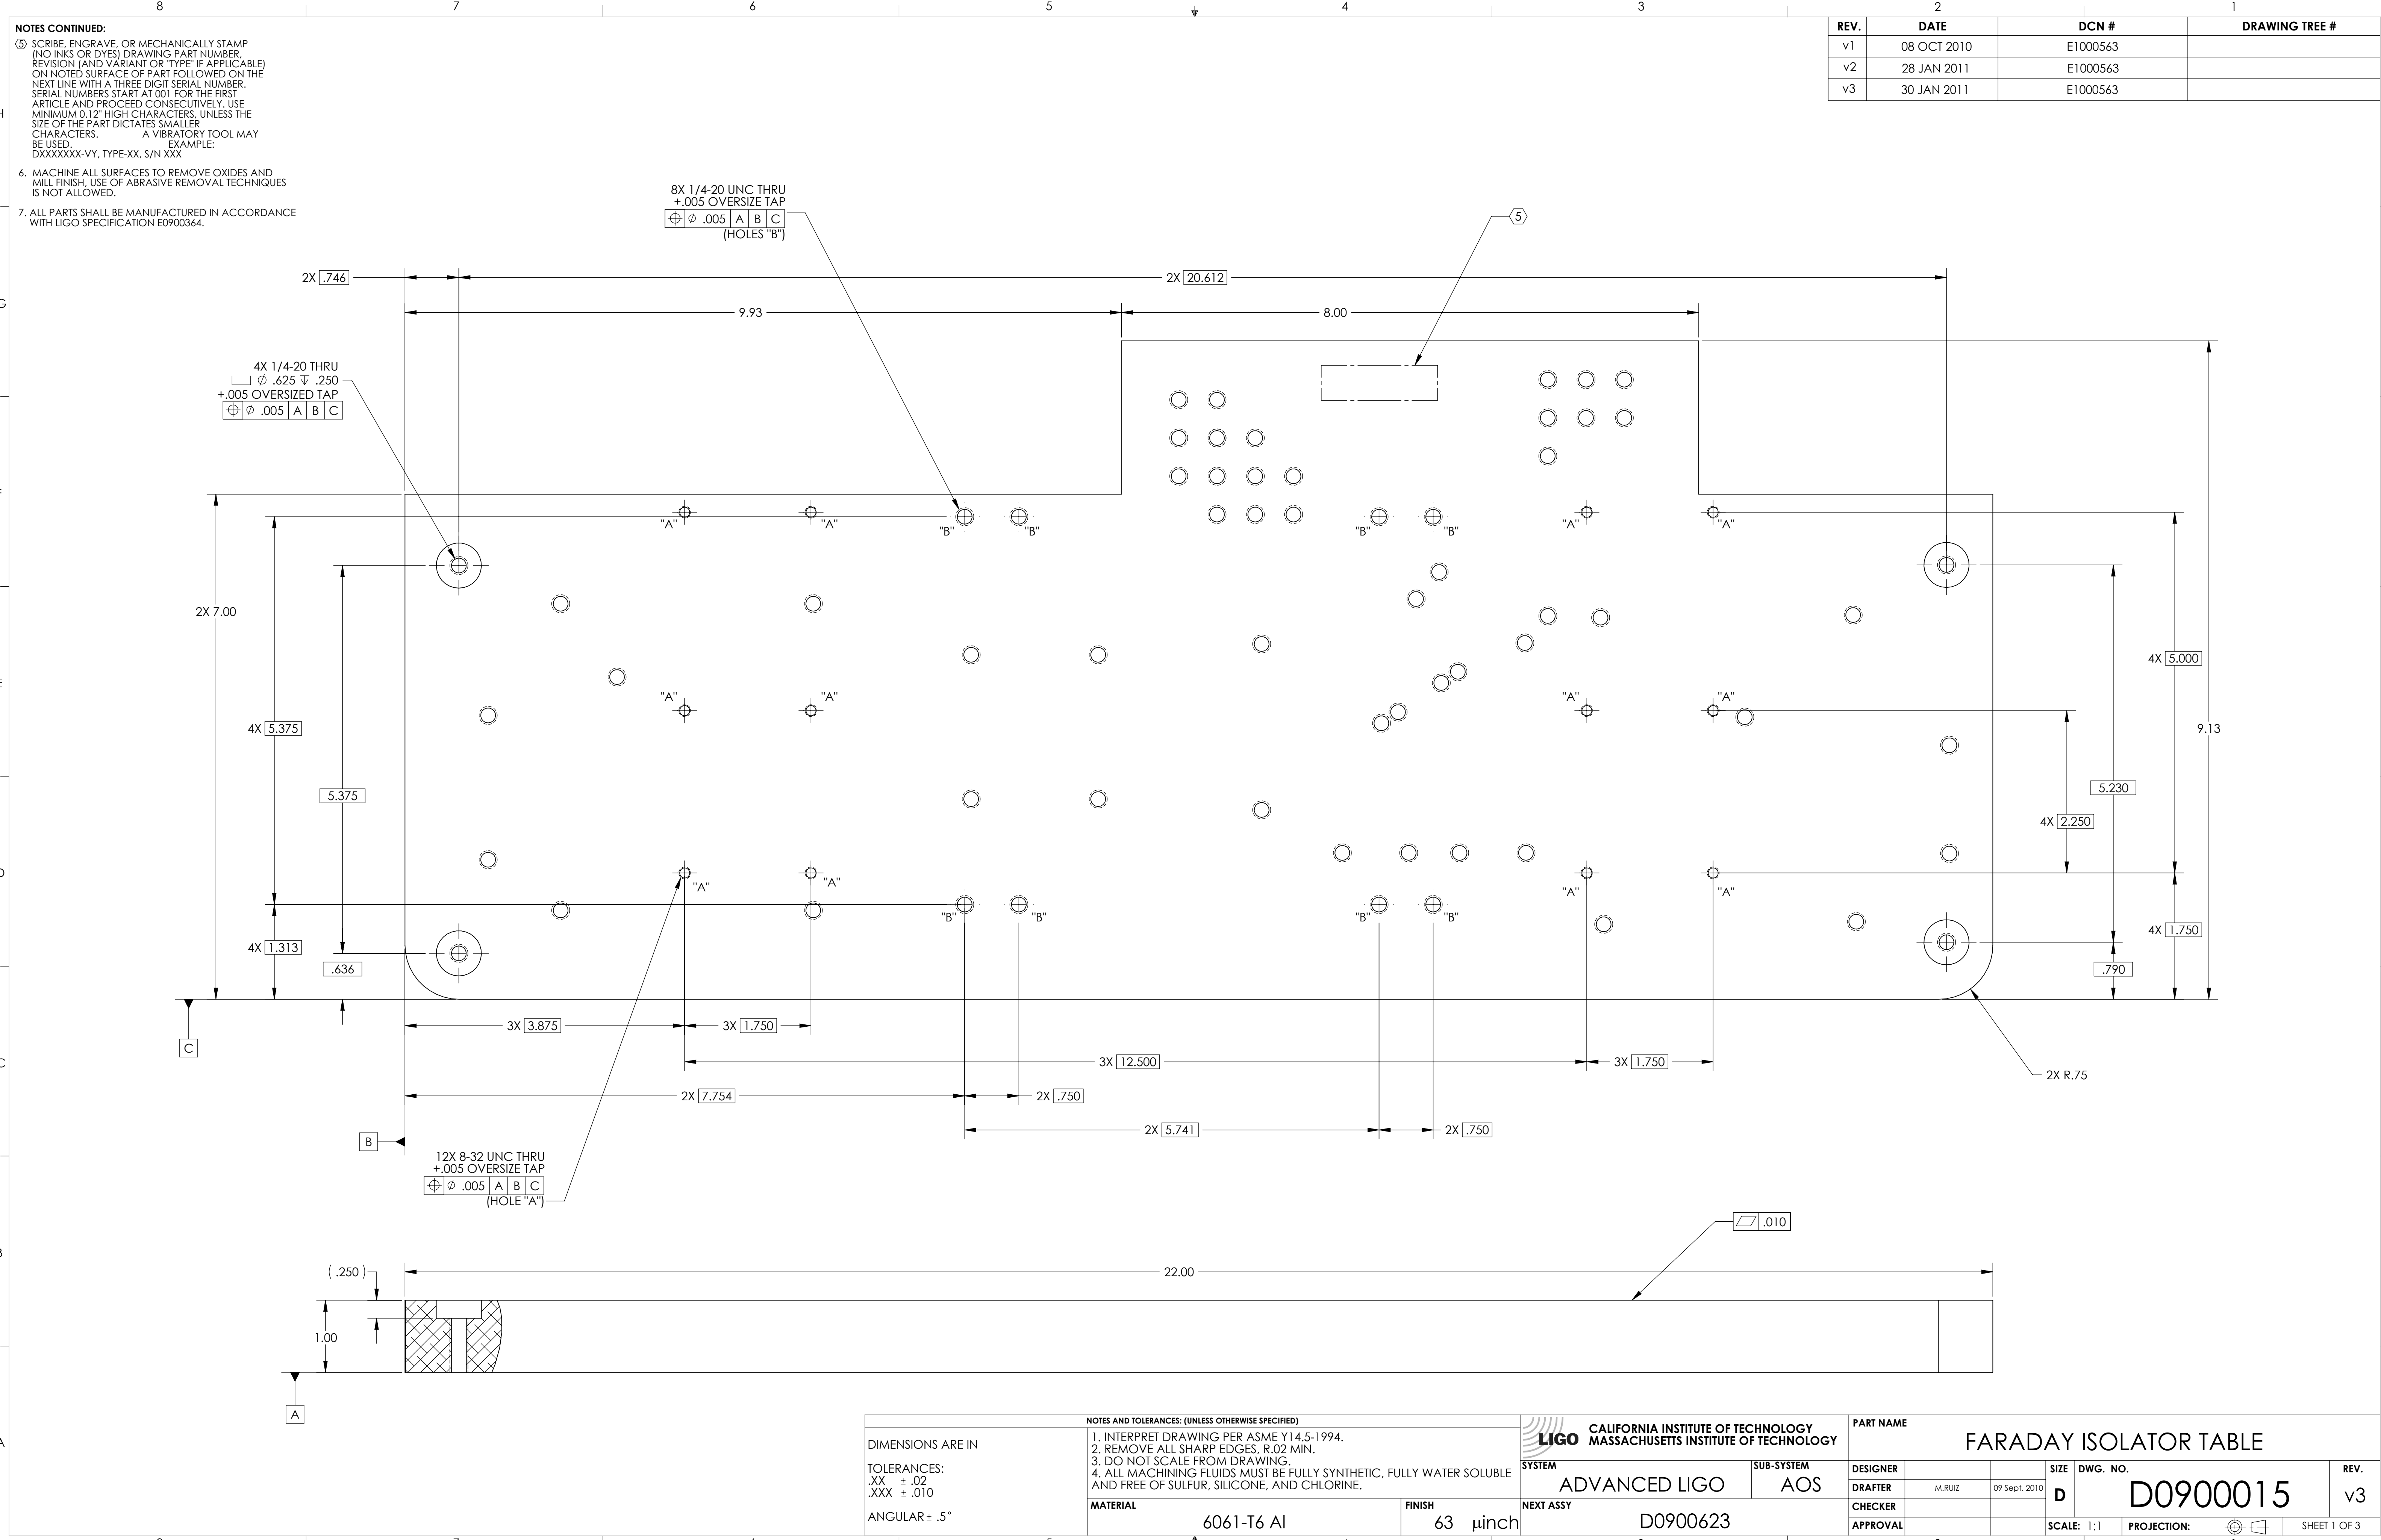 8 7 6 5 4 3 2 1
NOTES CONTINUED:
5 SCRIBE, ENGRAVE, OR MECHANICALLY STAMP
(NO INKS OR DYES) DRAWING PART NUMBER,
REVISION (AND VARIANT OR "TYPE" IF APPLICABLE)
ON NOTED SURFACE OF PART FOLLOWED ON THE
NEXT LINE WITH A THREE DIGIT SERIAL NUMBER.
SERIAL NUMBERS START AT 001 FOR THE FIRST
ARTICLE AND PROCEED CONSECUTIVELY. USE
MINIMUM 0.12" HIGH CHARACTERS, UNLESS THE
SIZE OF THE PART DICTATES SMALLER
CHARACTERS. A VIBRATORY TOOL MAY
BE USED. EXAMPLE:
DXXXXXXX-VY, TYPE-XX, S/N XXX
6. MACHINE ALL SURFACES TO REMOVE OXIDES AND
MILL FINISH, USE OF ABRASIVE REMOVAL TECHNIQUES
IS NOT ALLOWED.
7. ALL PARTS SHALL BE MANUFACTURED IN ACCORDANCE
WITH LIGO SPECIFICATION E0900364.
REV. DATE DCN # DRAWING TREE #
v1 08 OCT 2010 E1000563
v2 28 JAN 2011 E1000563
v3 30 JAN 2011 E1000563
8X 1/4-20 UNC THRU
+.005 OVERSIZE TAP
⌖ ⌀ .005 A B C
(HOLES "B")
5
2X .746
2X 20.612
9.93
8.00
4X 1/4-20 THRU
⌴ ⌀ .625 ↧ .250
+.005 OVERSIZED TAP
⌖ ⌀ .005 A B C
"A" "A" "B" "B" "B" "B" "A" "A"
2X 7.00
4X 5.000
"A" "A" "A" "A"
4X 5.375
9.13
5.375
5.230
4X 2.250
"A" "A" "A" "A"
"B" "B" "B" "B"
4X 1.313
4X 1.750
.636
.790
3X 3.875
3X 1.750
C
3X 12.500
3X 1.750
2X R.75
2X 7.754
2X .750
2X 5.741
2X .750
B
12X 8-32 UNC THRU
+.005 OVERSIZE TAP
⌖ ⌀ .005 A B C
(HOLE "A")
⏥ .010
( .250 )
22.00
1.00
A
NOTES AND TOLERANCES: (UNLESS OTHERWISE SPECIFIED)
DIMENSIONS ARE IN
TOLERANCES:
.XX ± .02
.XXX ± .010
ANGULAR ± .5°
1. INTERPRET DRAWING PER ASME Y14.5-1994.
2. REMOVE ALL SHARP EDGES, R.02 MIN.
3. DO NOT SCALE FROM DRAWING.
4. ALL MACHINING FLUIDS MUST BE FULLY SYNTHETIC, FULLY WATER SOLUBLE
AND FREE OF SULFUR, SILICONE, AND CHLORINE.
MATERIAL
6061-T6 Al
FINISH
63 µinch
LIGO
CALIFORNIA INSTITUTE OF TECHNOLOGY
MASSACHUSETTS INSTITUTE OF TECHNOLOGY
SYSTEM
ADVANCED LIGO
SUB-SYSTEM
AOS
NEXT ASSY
D0900623
PART NAME
FARADAY ISOLATOR TABLE
DESIGNER
DRAFTER M.RUIZ 09 Sept. 2010
CHECKER
APPROVAL
SIZE
D
DWG. NO.
D0900015
REV.
v3
SCALE: 1:1 PROJECTION: SHEET 1 OF 3